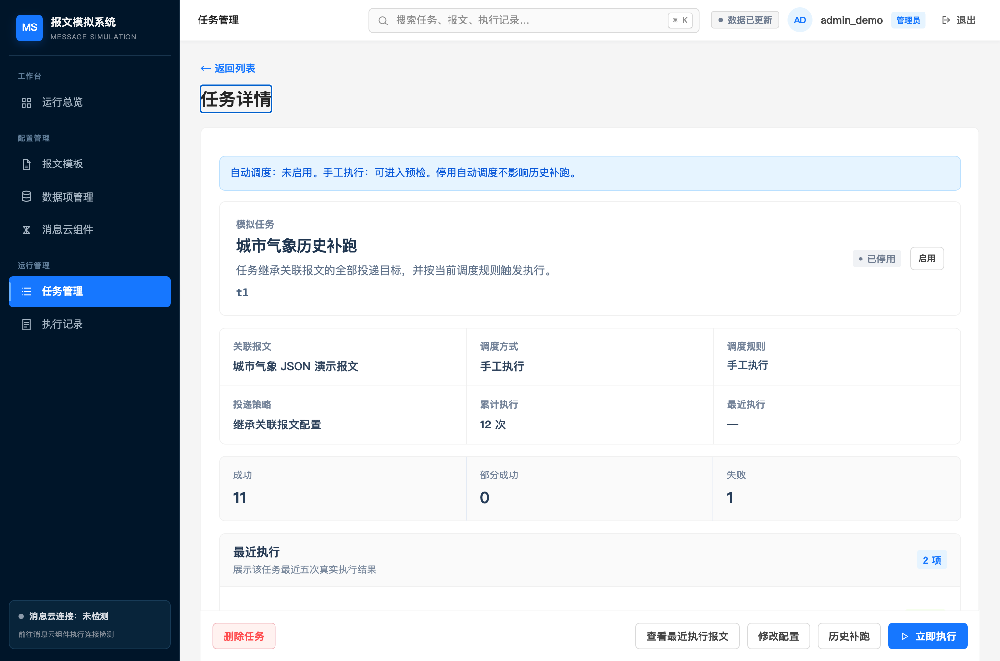 MS
报文模拟系统
MESSAGE SIMULATION
工作台
运行总览
配置管理
报文模板
数据项管理
消息云组件
运行管理
任务管理
执行记录
消息云连接：未检测
前往消息云组件执行连接检测
任务管理
搜索任务、报文、执行记录...
⌘ K
数据已更新
AD
admin_demo
管理员
退出
← 返回列表
任务详情
自动调度：未启用。手工执行：可进入预检。停用自动调度不影响历史补跑。
模拟任务
城市气象历史补跑
任务继承关联报文的全部投递目标，并按当前调度规则触发执行。
t1
已停用
启用
关联报文
城市气象 JSON 演示报文
调度方式
手工执行
调度规则
手工执行
投递策略
继承关联报文配置
累计执行
12 次
最近执行
—
成功
11
部分成功
0
失败
1
最近执行
展示该任务最近五次真实执行结果
2 项
删除任务
查看最近执行报文
修改配置
历史补跑
立即执行